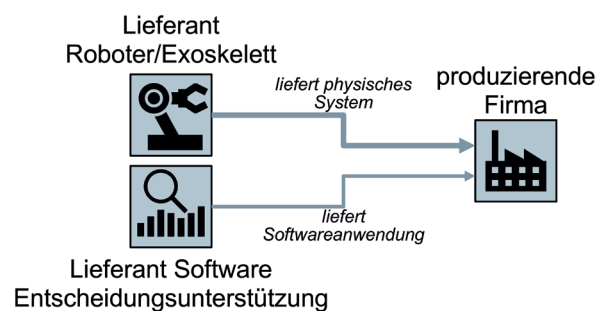 Lieferant
Roboter/Exoskelett
liefert physisches
System
produzierende
Firma
liefert
Softwareanwendung
Lieferant Software
Entscheidungsunterstützung